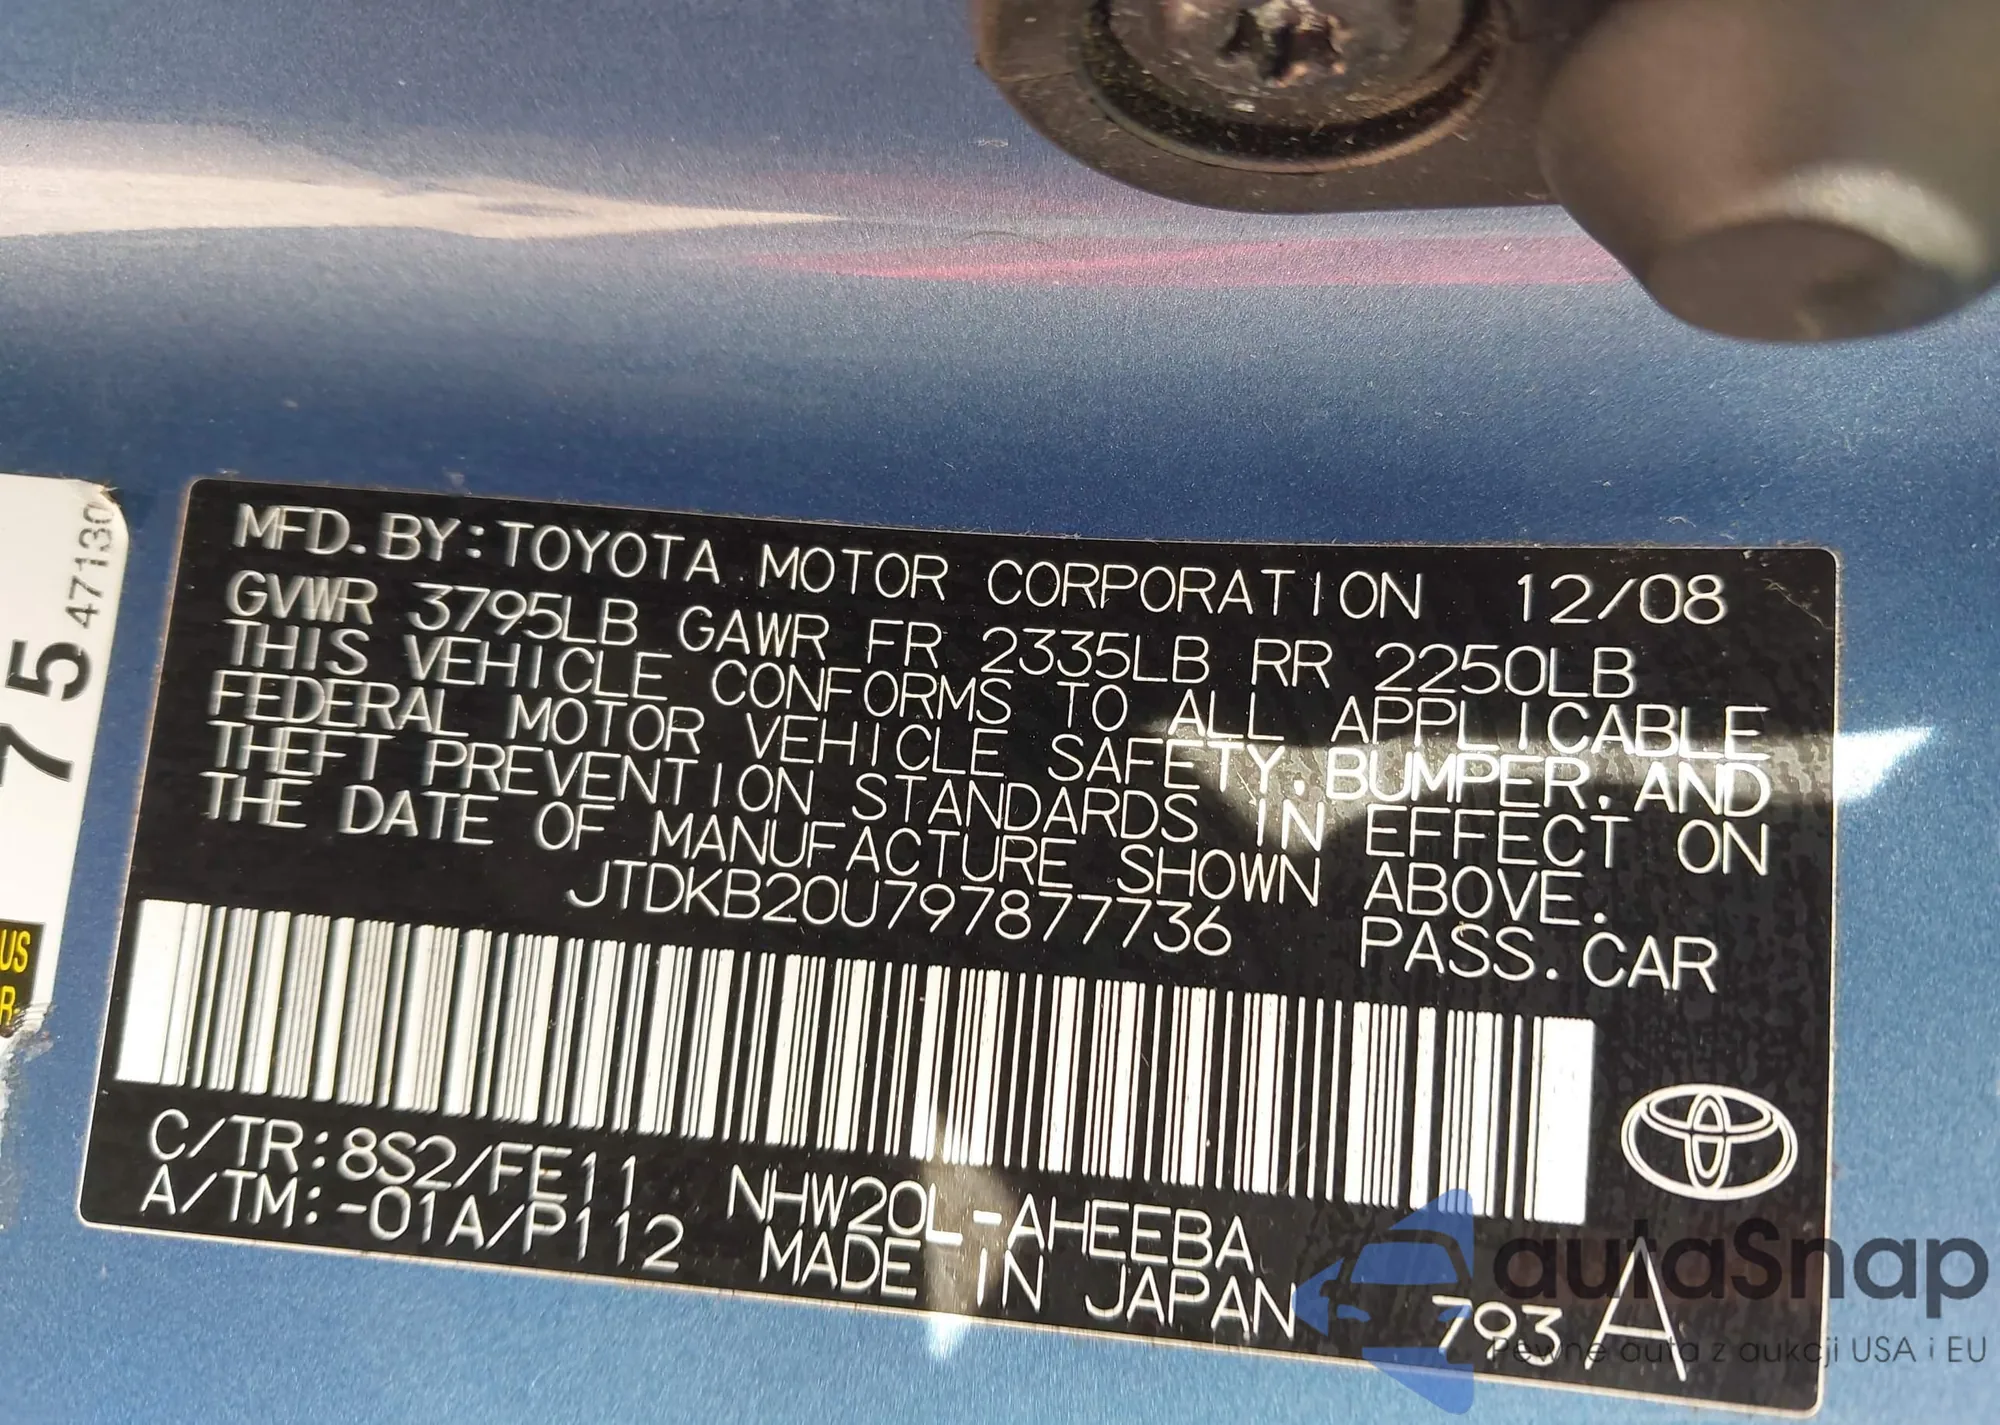 MFD.BY:TOYOTA MOTOR CORPORATION 12/08
GVWR 3795LB GAWR FR 2335LB RR 2250LB
THIS VEHICLE CONFORMS TO ALL APPLICABLE
FEDERAL MOTOR VEHICLE SAFETY,BUMPER,AND
THEFT PREVENTION STANDARDS IN EFFECT ON
THE DATE OF MANUFACTURE SHOWN ABOVE.
JTDKB20U797877736 PASS.CAR
C/TR:8S2/FE11 NHW20L-AHEEBA
A/TM:-01A/P112 MADE IN JAPAN 793A
75
47130
US
R-
autaSnap
Pewne auta z aukcji USA i EU